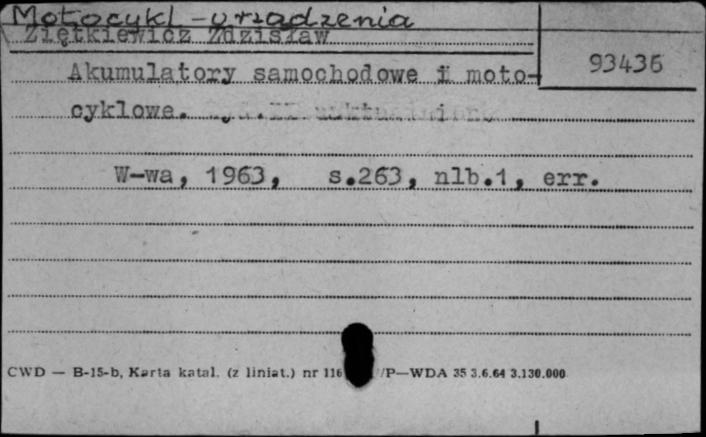 Motocykl - urządzenia
Ziętkiewicz Zdzisław
93436
Akumulatory samochodowe i moto-
cyklowe.
W-wa, 1963, s.263, nlb.1, err.
CWD — B-15-b, Karta katal. (z liniat.) nr 116 /P—WDA 35 3.6.64 3.130.000